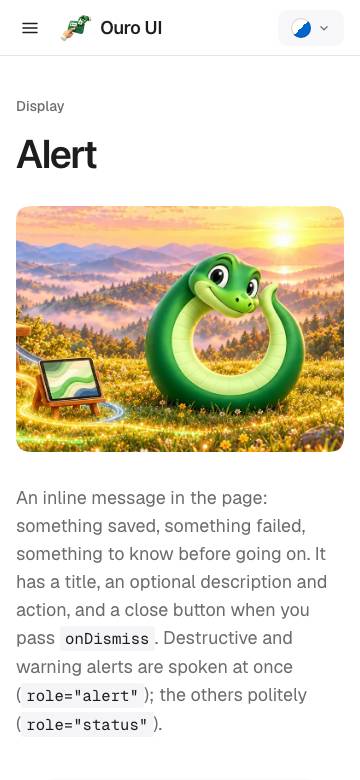 Ouro UI
Display
Alert
An inline message in the page:
something saved, something failed,
something to know before going on. It
has a title, an optional description and
action, and a close button when you
pass onDismiss. Destructive and
warning alerts are spoken at once
(role="alert"); the others politely
(role="status").